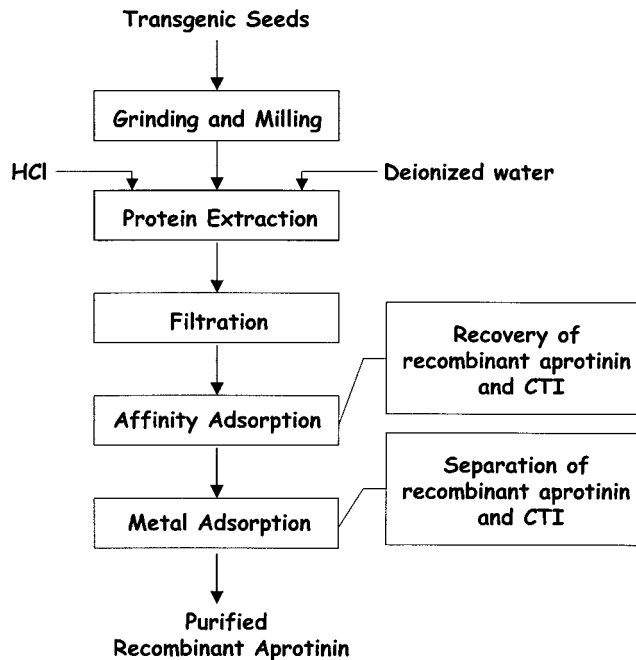 Transgenic Seeds
Grinding and Milling
HCl
Deionized water
Protein Extraction
Filtration
Recovery of
recombinant aprotinin
and CTI
Affinity Adsorption
Separation of
recombinant aprotinin
and CTI
Metal Adsorption
Purified
Recombinant Aprotinin